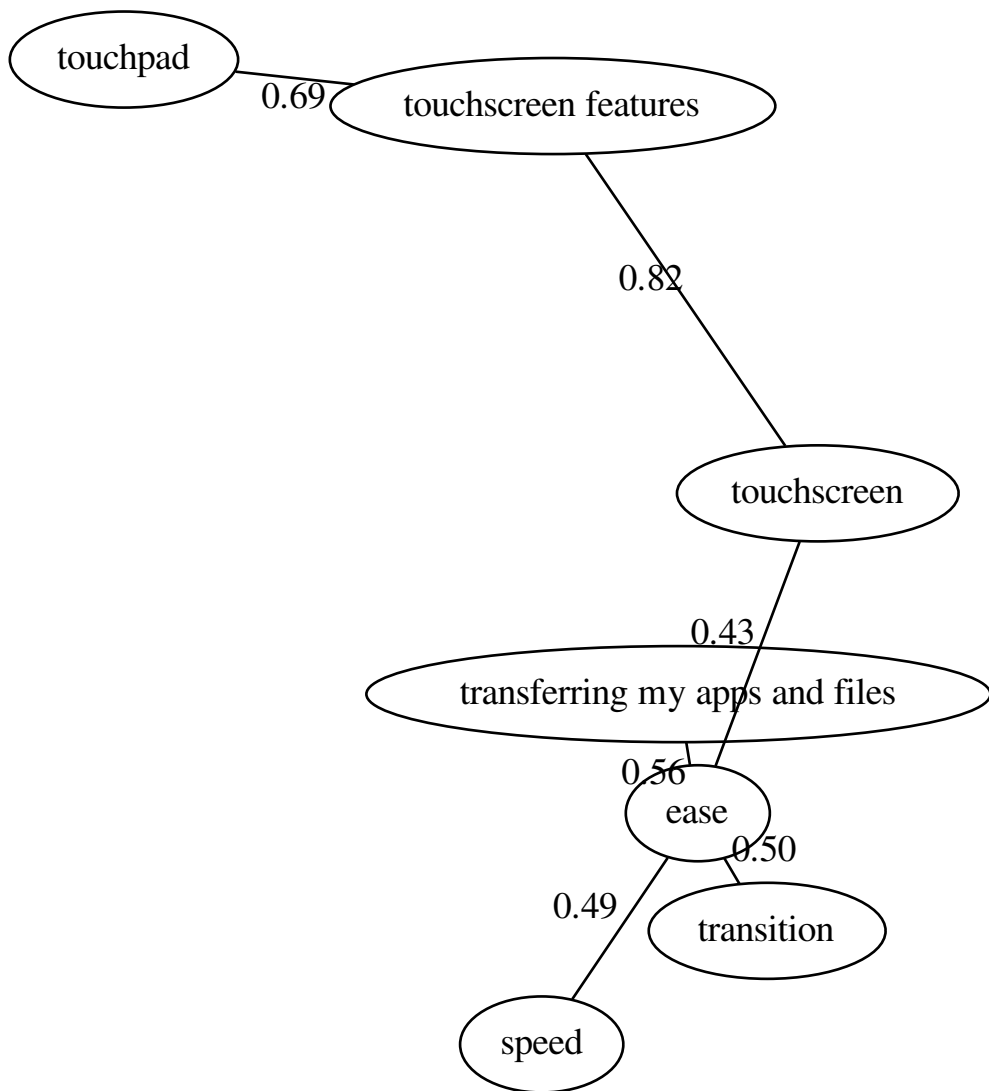 touchpad
0.69
touchscreen features
0.82
touchscreen
0.43
transferring my apps and files
0.56
ease
0.50
0.49
transition
speed